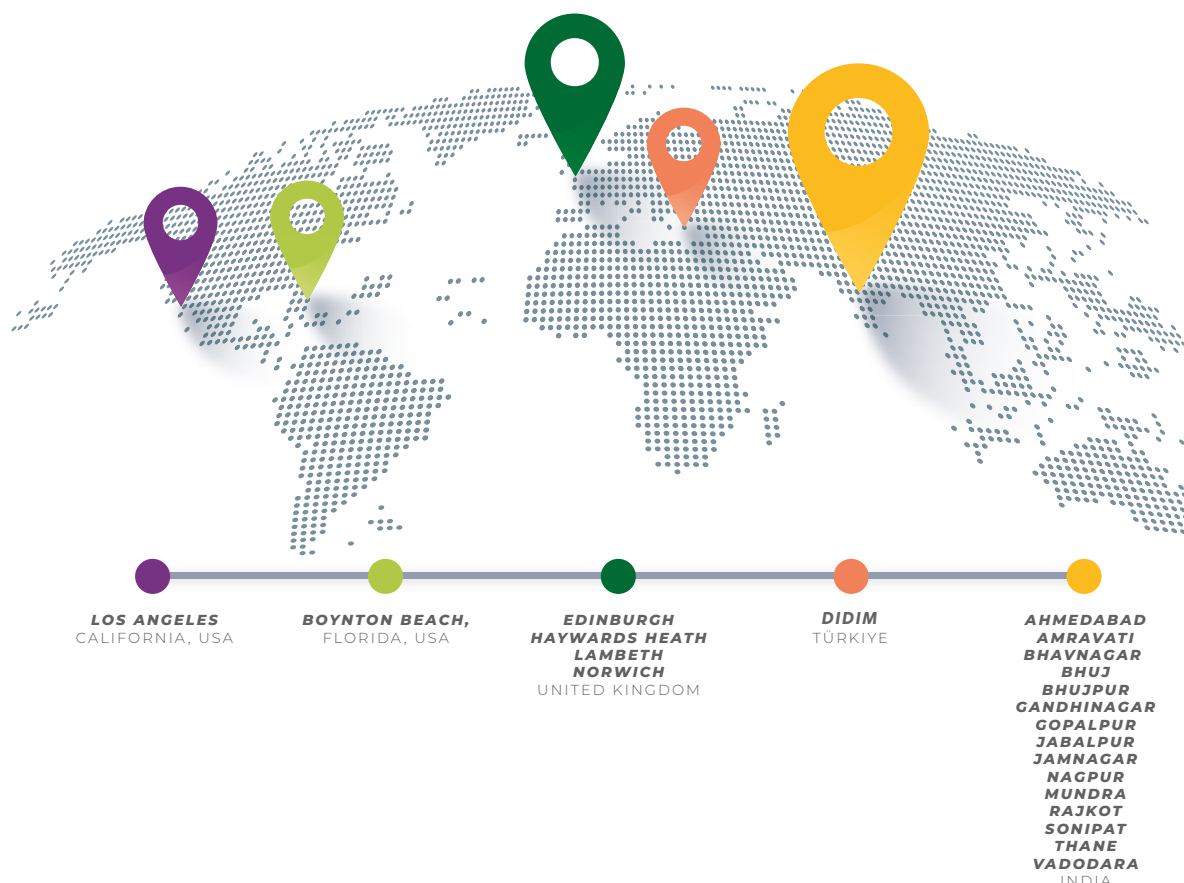 LOS ANGELES
CALIFORNIA, USA
BOYNTON BEACH,
FLORIDA, USA
EDINBURGH
HAYWARDS HEATH
LAMBETH
NORWICH
UNITED KINGDOM
DIDIM
TÜRKIYE
AHMEDABAD
AMRAVATI
BHAVNAGAR
BHUJ
BHUJPUR
GANDHINAGAR
GOPALPUR
JABALPUR
JAMNAGAR
NAGPUR
MUNDRA
RAJKOT
SONIPAT
THANE
VADODARA
INDIA